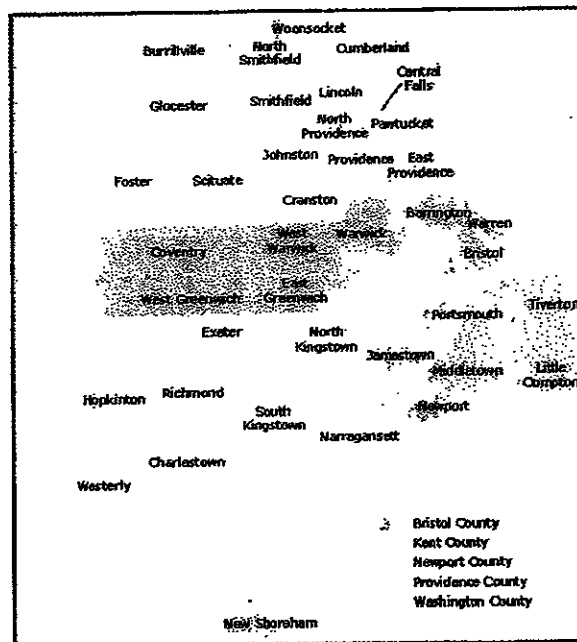 Woonsocket
Burrillville
North
Smithfield
Cumberland
Central
Falls
Glocester
Smithfield
Lincoln
North
Providence
Pawtucket
Johnston
Providence
East
Providence
Foster
Scituate
Cranston
Barrington
Warren
West
Warwick
Warwick
Coventry
Bristol
East
Greenwich
West Greenwich
Portsmouth
Tiverton
Exeter
North
Kingstown
Jamestown
Middletown
Little
Compton
Hopkinton
Richmond
Newport
South
Kingstown
Narragansett
Charlestown
Westerly
Bristol County
Kent County
Newport County
Providence County
Washington County
New Shoreham